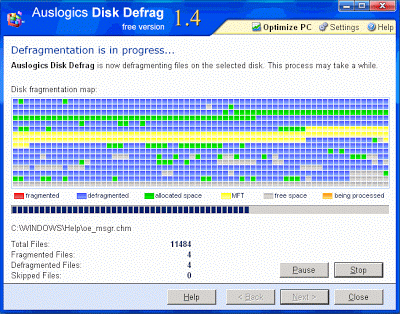 Auslogics Disk Defrag 1.4
free version
Optimize PC Settings Help
Defragmentation is in progress...
Auslogics Disk Defrag is now defragmenting files on the selected disk. This process may take a while.
Disk fragmentation map:
fragmented defragmented allocated space MFT free space being processed
C:\WINDOWS\Help\oe_msgr.chm
Total Files: 11484
Fragmented Files: 4
Defragmented Files: 4
Skipped Files: 0
Pause Stop
Help < Back Next > Close